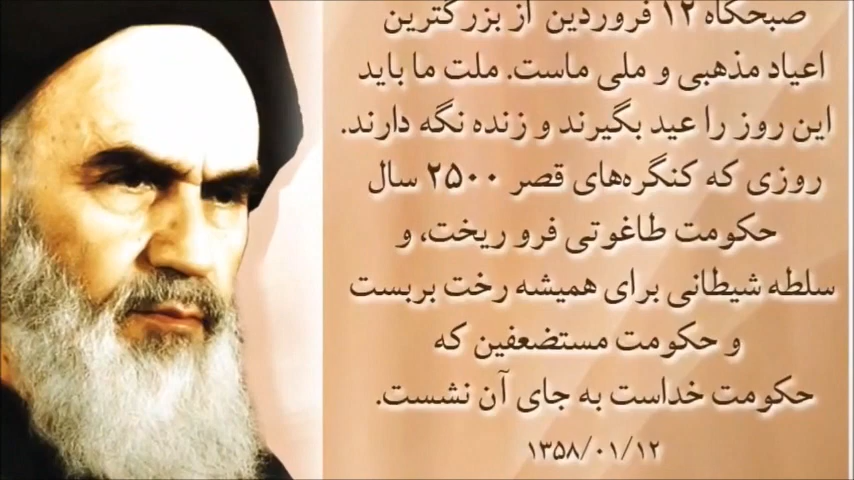 صبحگاه ۱۲ فروردین از بزرگترین
اعیاد مذهبی و ملی ماست. ملت ما باید
این روز را عید بگیرند و زنده نگه دارند.
روزی که کنگره‌های قصر ۲۵۰۰ سال
حکومت طاغوتی فرو ریخت، و
سلطه شیطانی برای همیشه رخت بربست
و حکومت مستضعفین که
حکومت خداست به جای آن نشست.
۱۳۵۸/۰۱/۱۲